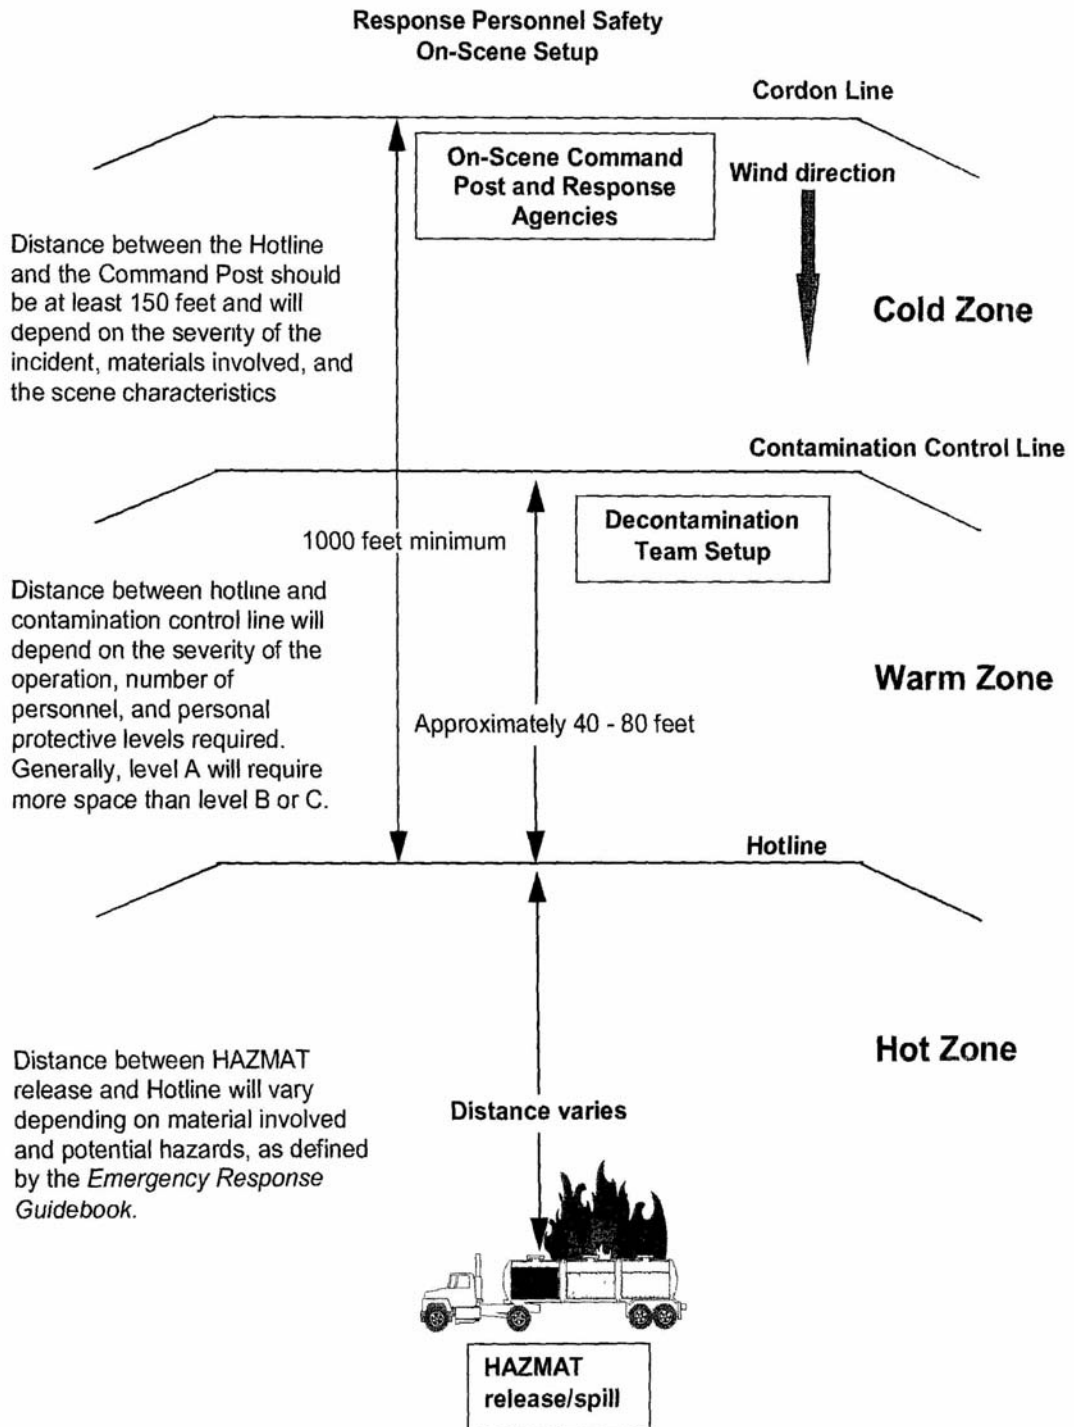 Response Personnel Safety
On-Scene Setup
Cordon Line
On-Scene Command
Post and Response
Agencies
Wind direction
Distance between the Hotline
and the Command Post should
be at least 150 feet and will
depend on the severity of the
incident, materials involved, and
the scene characteristics
Cold Zone
Contamination Control Line
Decontamination
Team Setup
1000 feet minimum
Distance between hotline and
contamination control line will
depend on the severity of the
operation, number of
personnel, and personal
protective levels required.
Generally, level A will require
more space than level B or C.
Warm Zone
Approximately 40 - 80 feet
Hotline
Hot Zone
Distance between HAZMAT
release and Hotline will vary
depending on material involved
and potential hazards, as defined
by the Emergency Response
Guidebook.
Distance varies
HAZMAT
release/spill